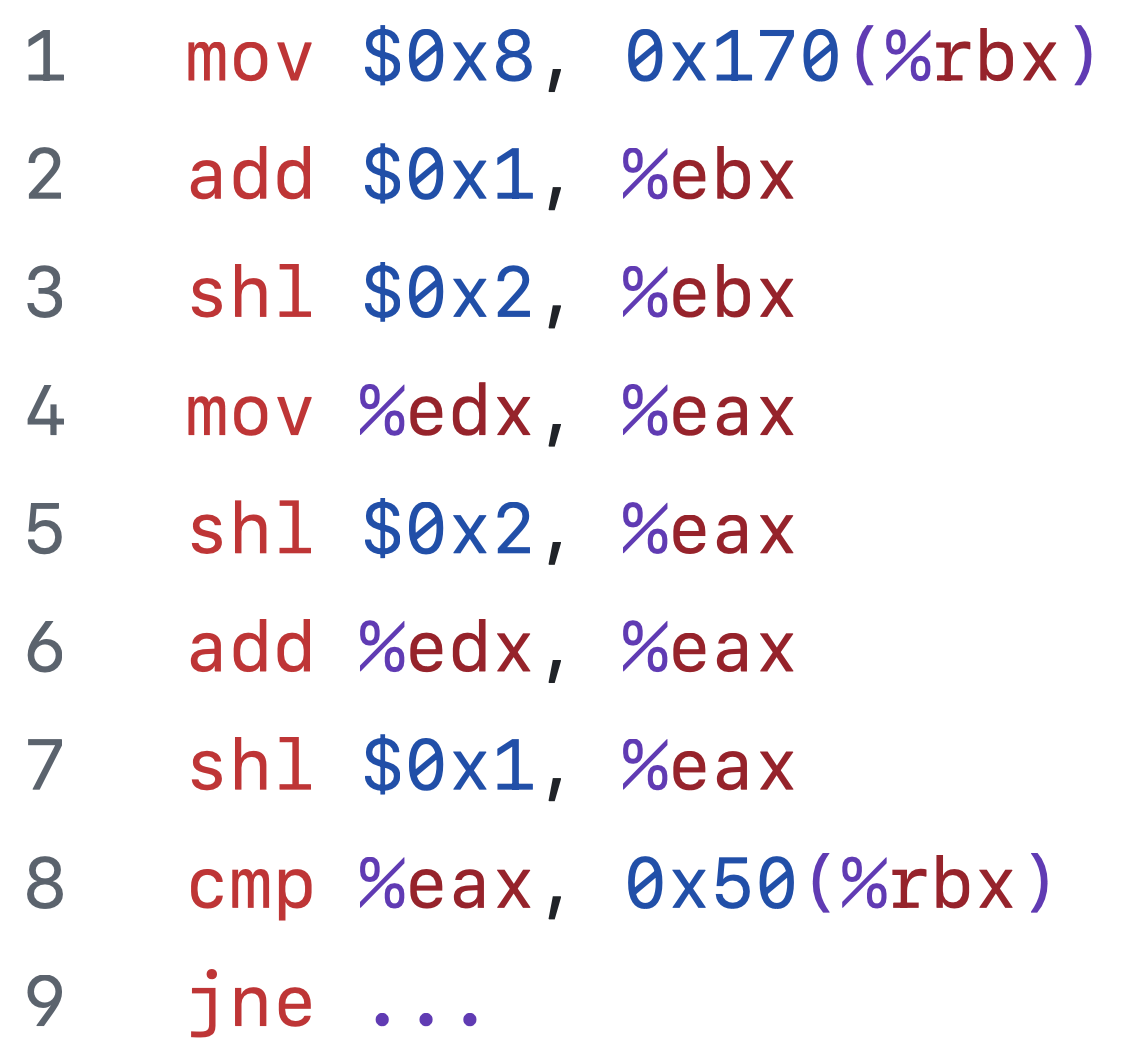 1 mov $0x8, 0x170(%rbx)
2 add $0x1, %ebx
3 shl $0x2, %ebx
4 mov %edx, %eax
5 shl $0x2, %eax
6 add %edx, %eax
7 shl $0x1, %eax
8 cmp %eax, 0x50(%rbx)
9 jne ...